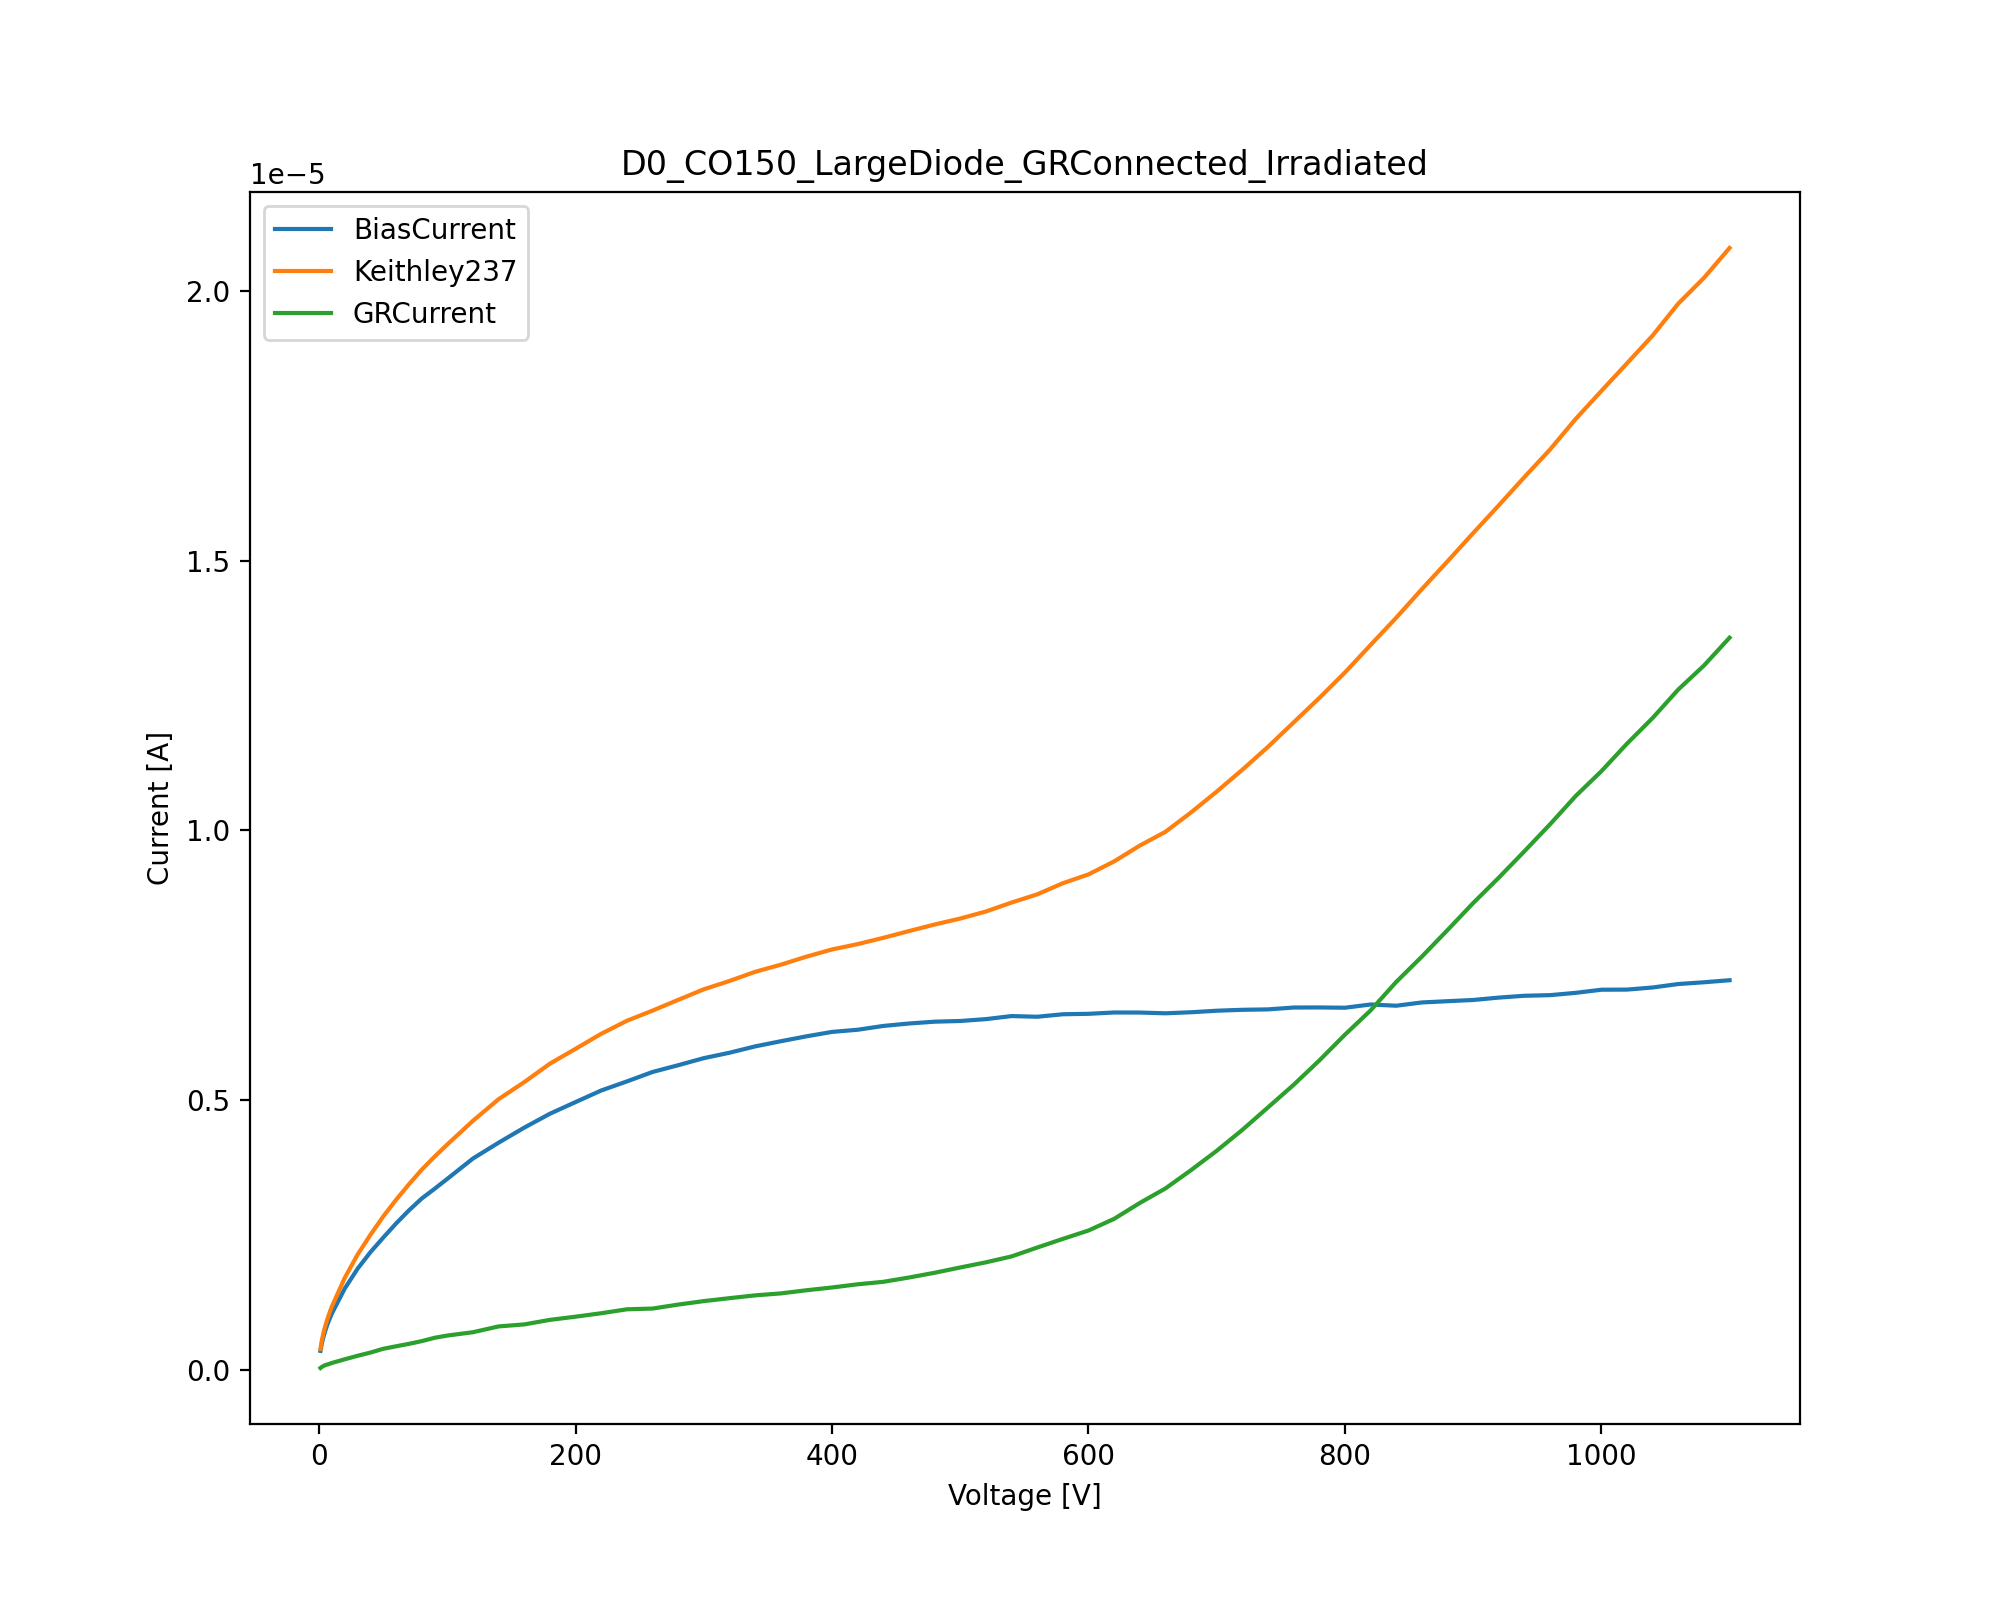 D0_CO150_LargeDiode_GRConnected_Irradiated
1e−5
BiasCurrent
Keithley237
GRCurrent
2.0
1.5
1.0
0.5
0.0
Current [A]
0 200 400 600 800 1000
Voltage [V]